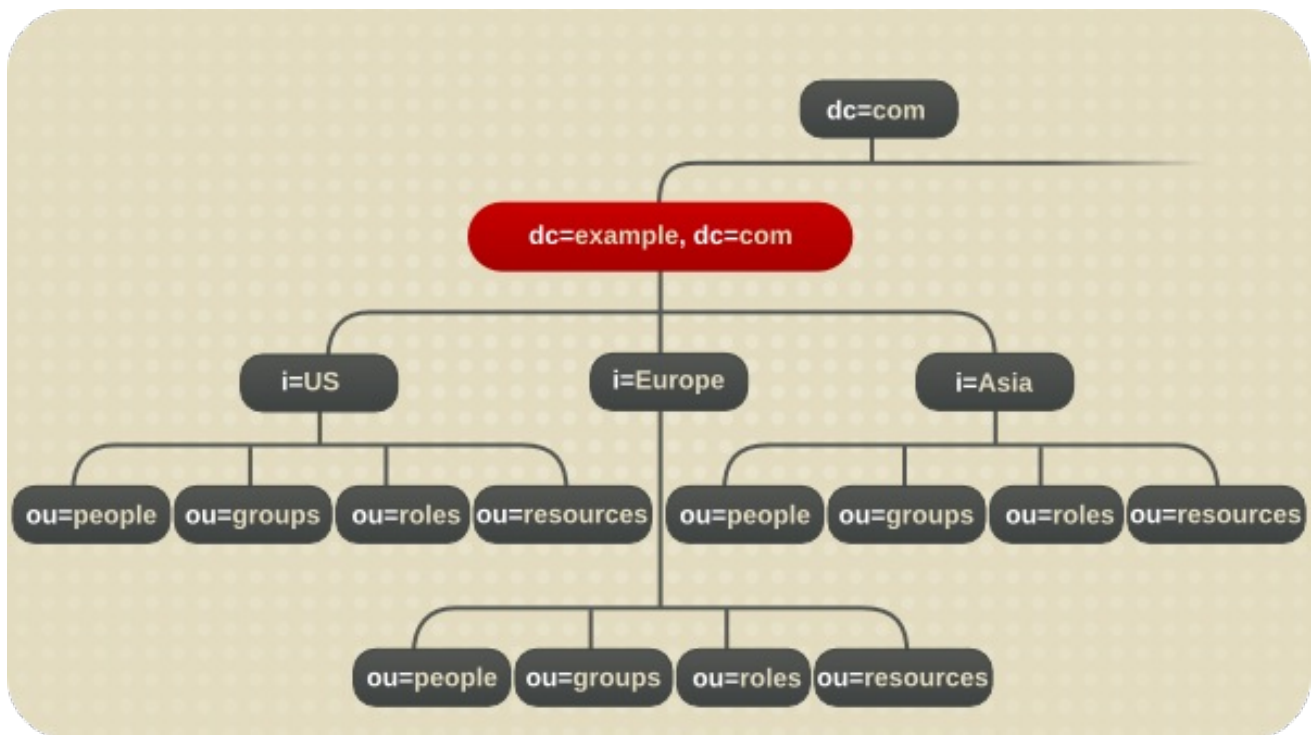 dc=com
dc=example, dc=com
i=US
i=Europe
i=Asia
ou=people
ou=groups
ou=roles
ou=resources
ou=people
ou=groups
ou=roles
ou=resources
ou=people
ou=groups
ou=roles
ou=resources